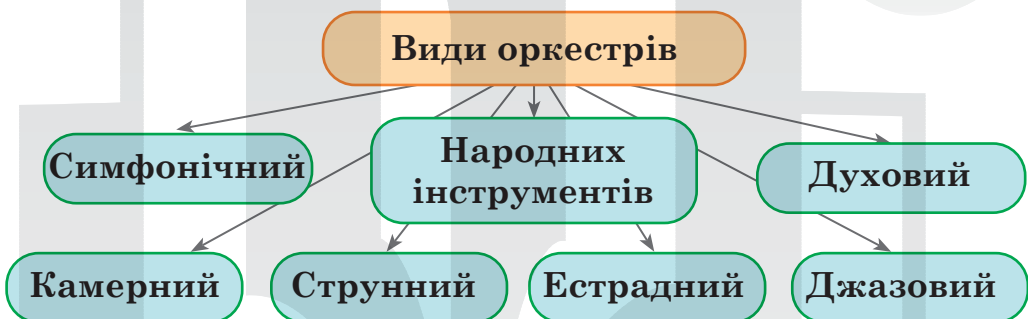 Види оркестрів
Симфонічний
Народних
інструментів
Духовий
Камерний
Струнний
Естрадний
Джазовий